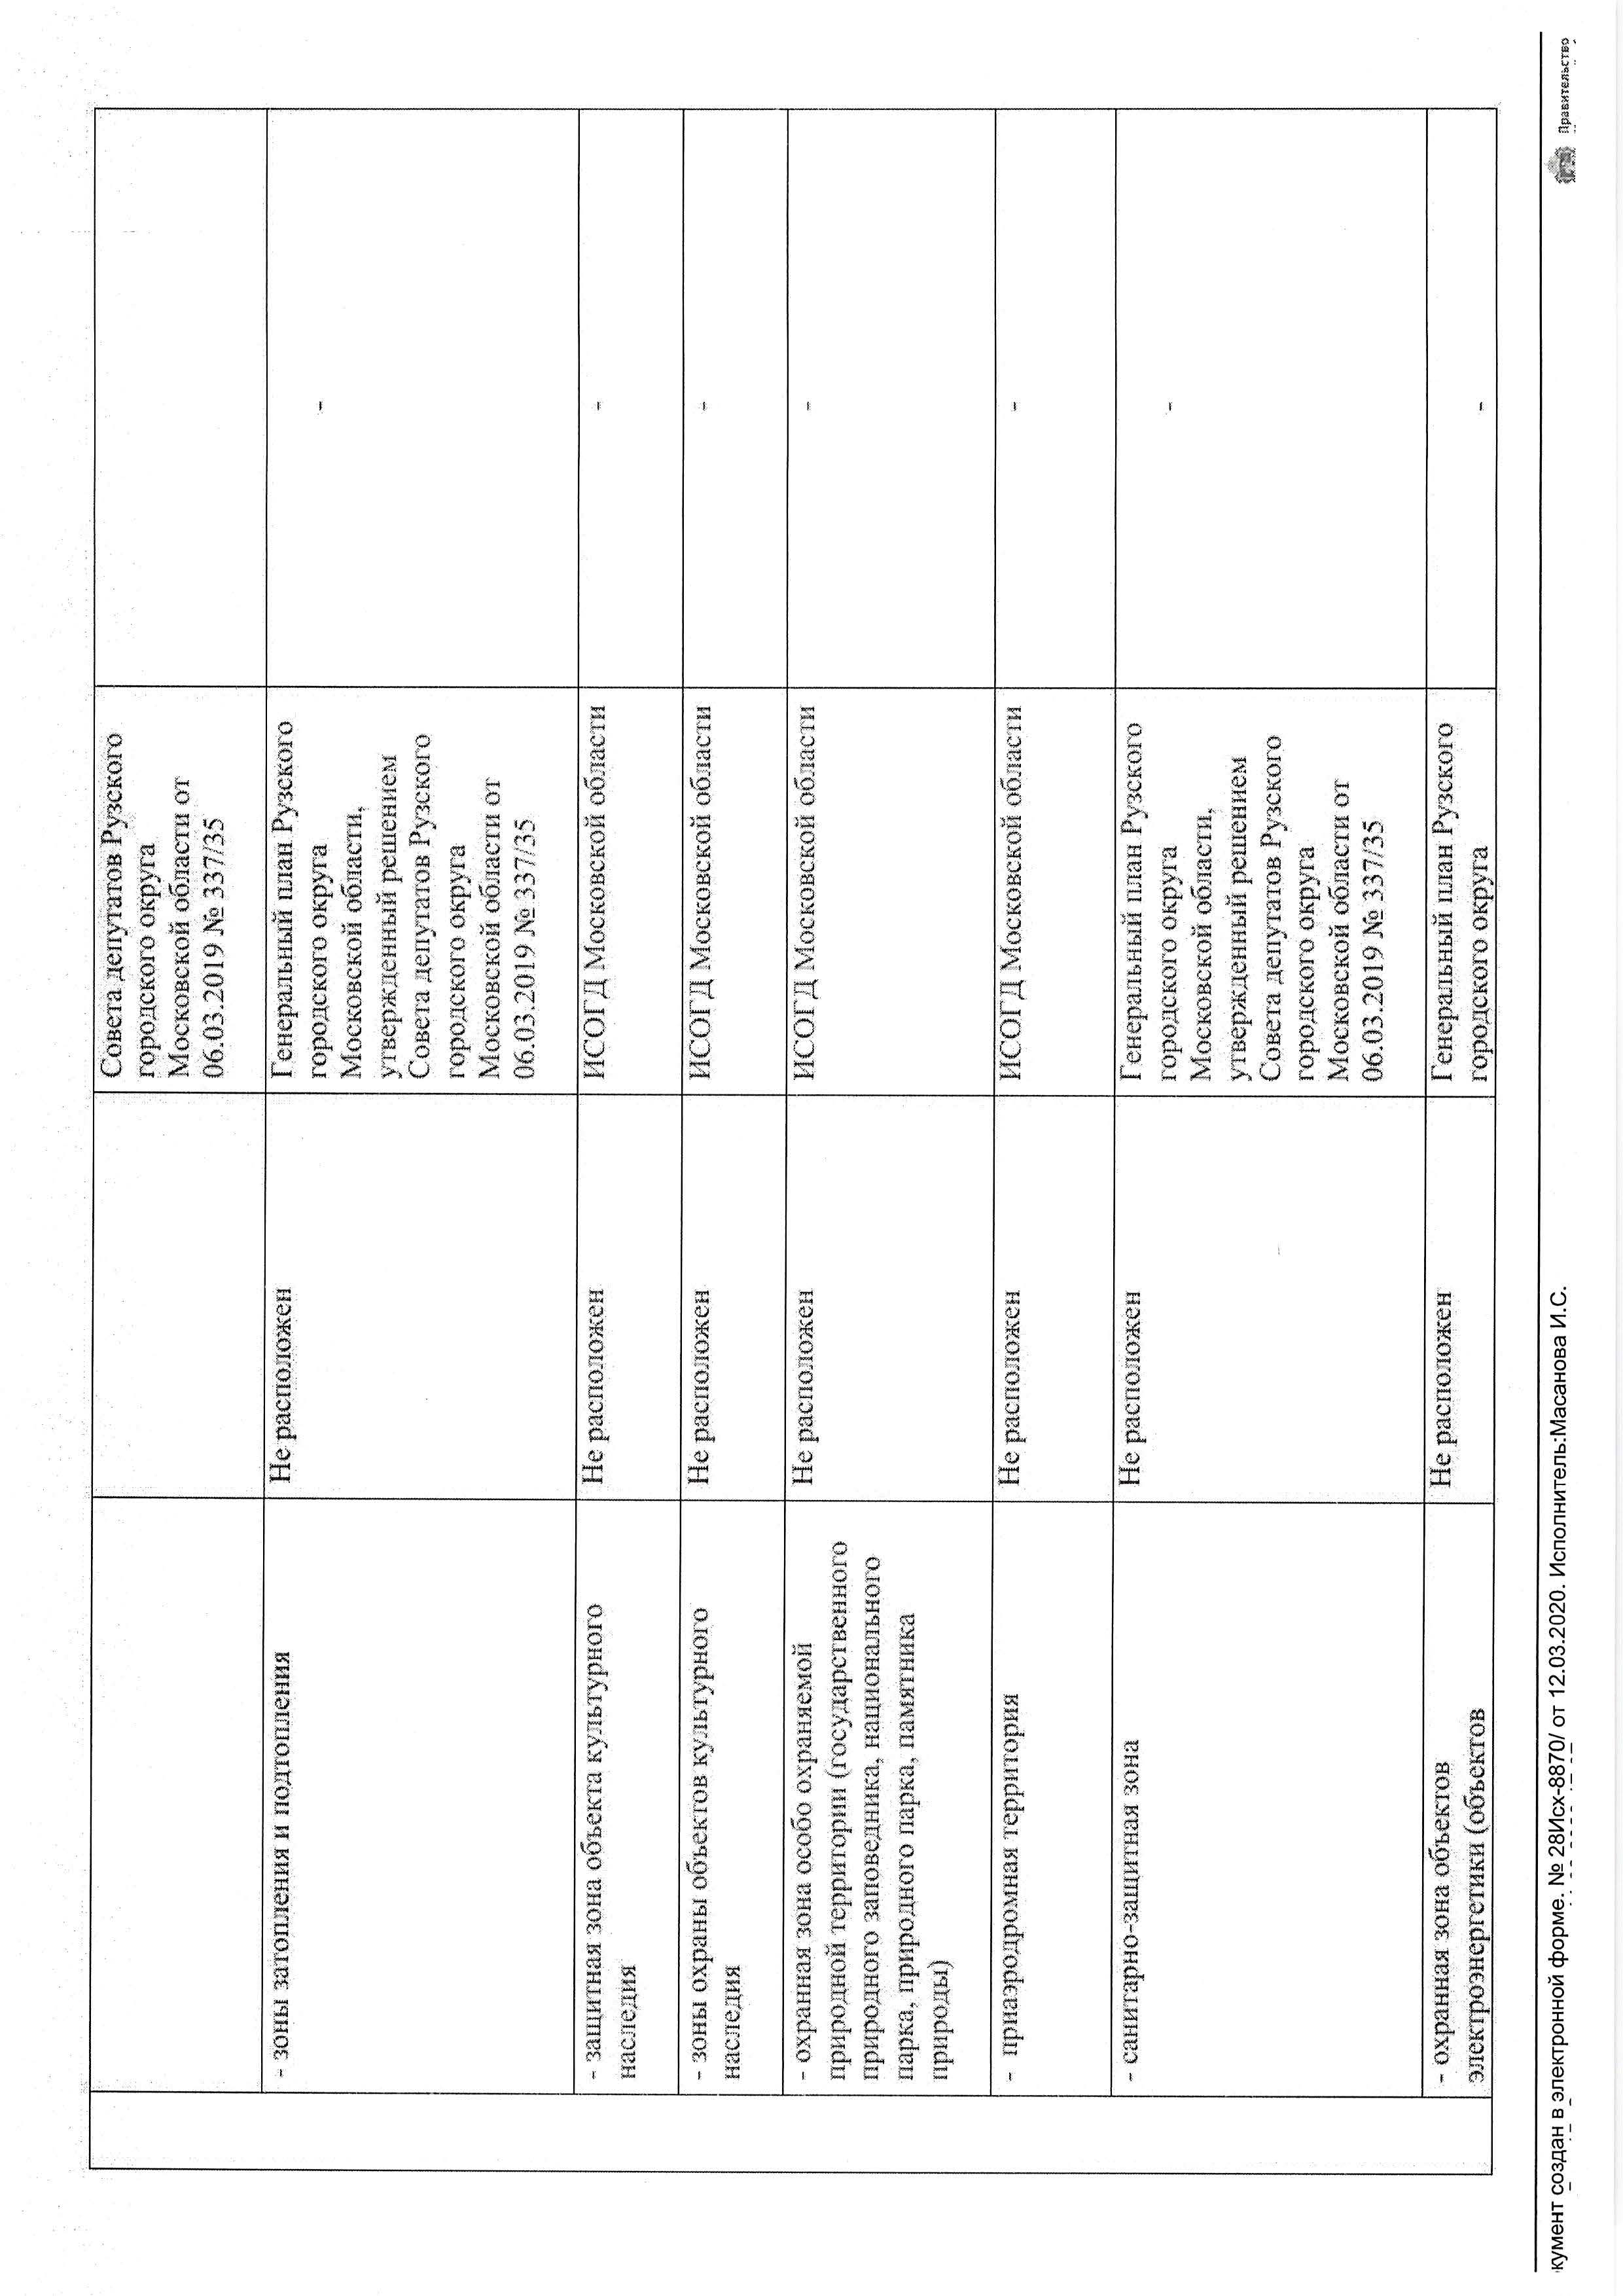 Совета депутатов Рузского
городского округа
Московской области от
06.03.2019 № 337/35
- зоны затопления и подтопления
Не расположен
Генеральный план Рузского
городского округа
Московской области,
утвержденный решением
Совета депутатов Рузского
городского округа
Московской области от
06.03.2019 № 337/35
-
- защитная зона объекта культурного
наследия
Не расположен
ИСОГД Московской области
-
- зоны охраны объектов культурного
наследия
Не расположен
ИСОГД Московской области
-
- охранная зона особо охраняемой
природной территории (государственного
природного заповедника, национального
парка, природного парка, памятника
природы)
Не расположен
ИСОГД Московской области
-
- приаэродромная территория
Не расположен
ИСОГД Московской области
-
- санитарно-защитная зона
Не расположен
Генеральный план Рузского
городского округа
Московской области,
утвержденный решением
Совета депутатов Рузского
городского округа
Московской области от
06.03.2019 № 337/35
-
- охранная зона объектов
электроэнергетики (объектов
Не расположен
Генеральный план Рузского
городского округа
-
кумент создан в электронной форме. № 28Исх-8870/ от 12.03.2020. Исполнитель:Масанова И.С.
Правительство